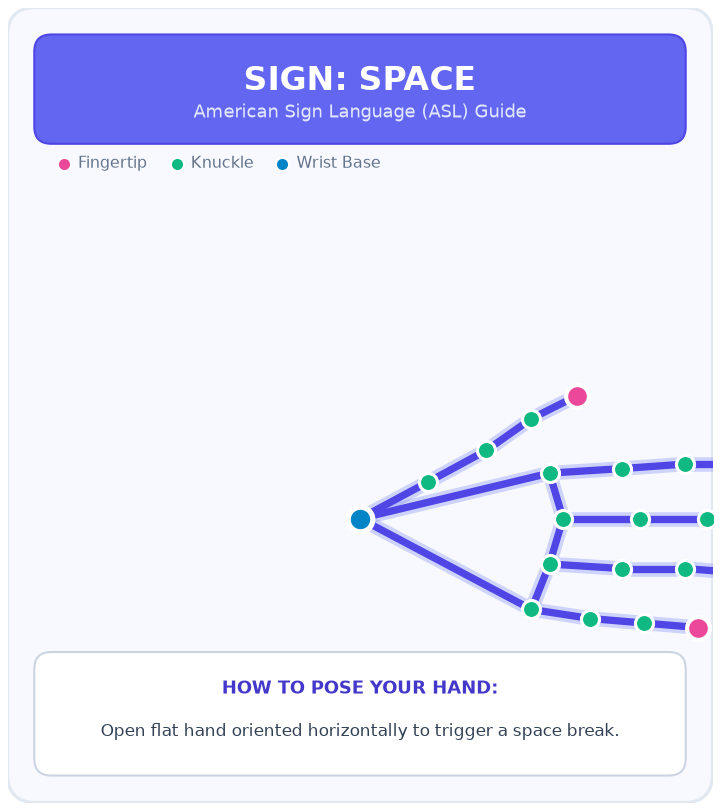 SIGN: SPACE
American Sign Language (ASL) Guide
Fingertip Knuckle Wrist Base
HOW TO POSE YOUR HAND:
Open flat hand oriented horizontally to trigger a space break.